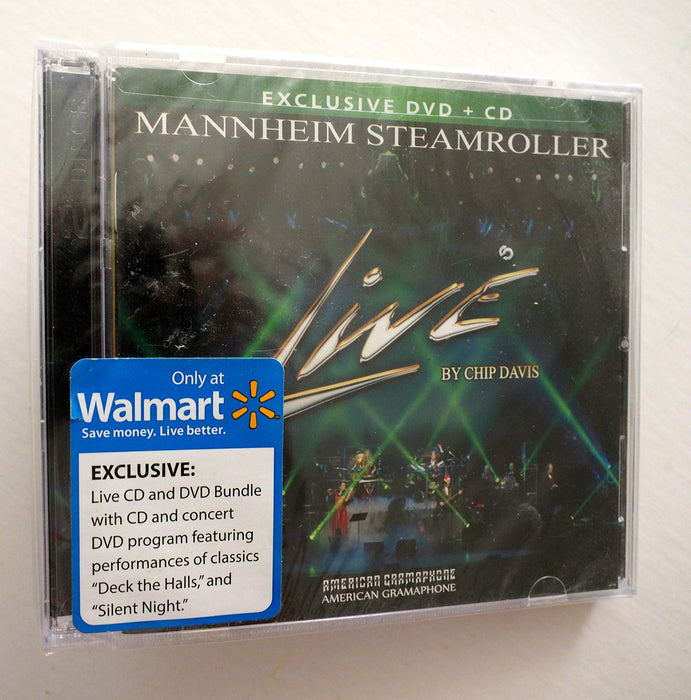 EXCLUSIVE DVD + CD
MANNHEIM STEAMROLLER
Live
BY CHIP DAVIS
Only at
Walmart
Save money. Live better.
EXCLUSIVE:
Live CD and DVD Bundle
with CD and concert
DVD program featuring
performances of classics
“Deck the Halls,” and
“Silent Night.”
AMERICAN GRAMAPHONE
AMERICAN GRAMAPHONE